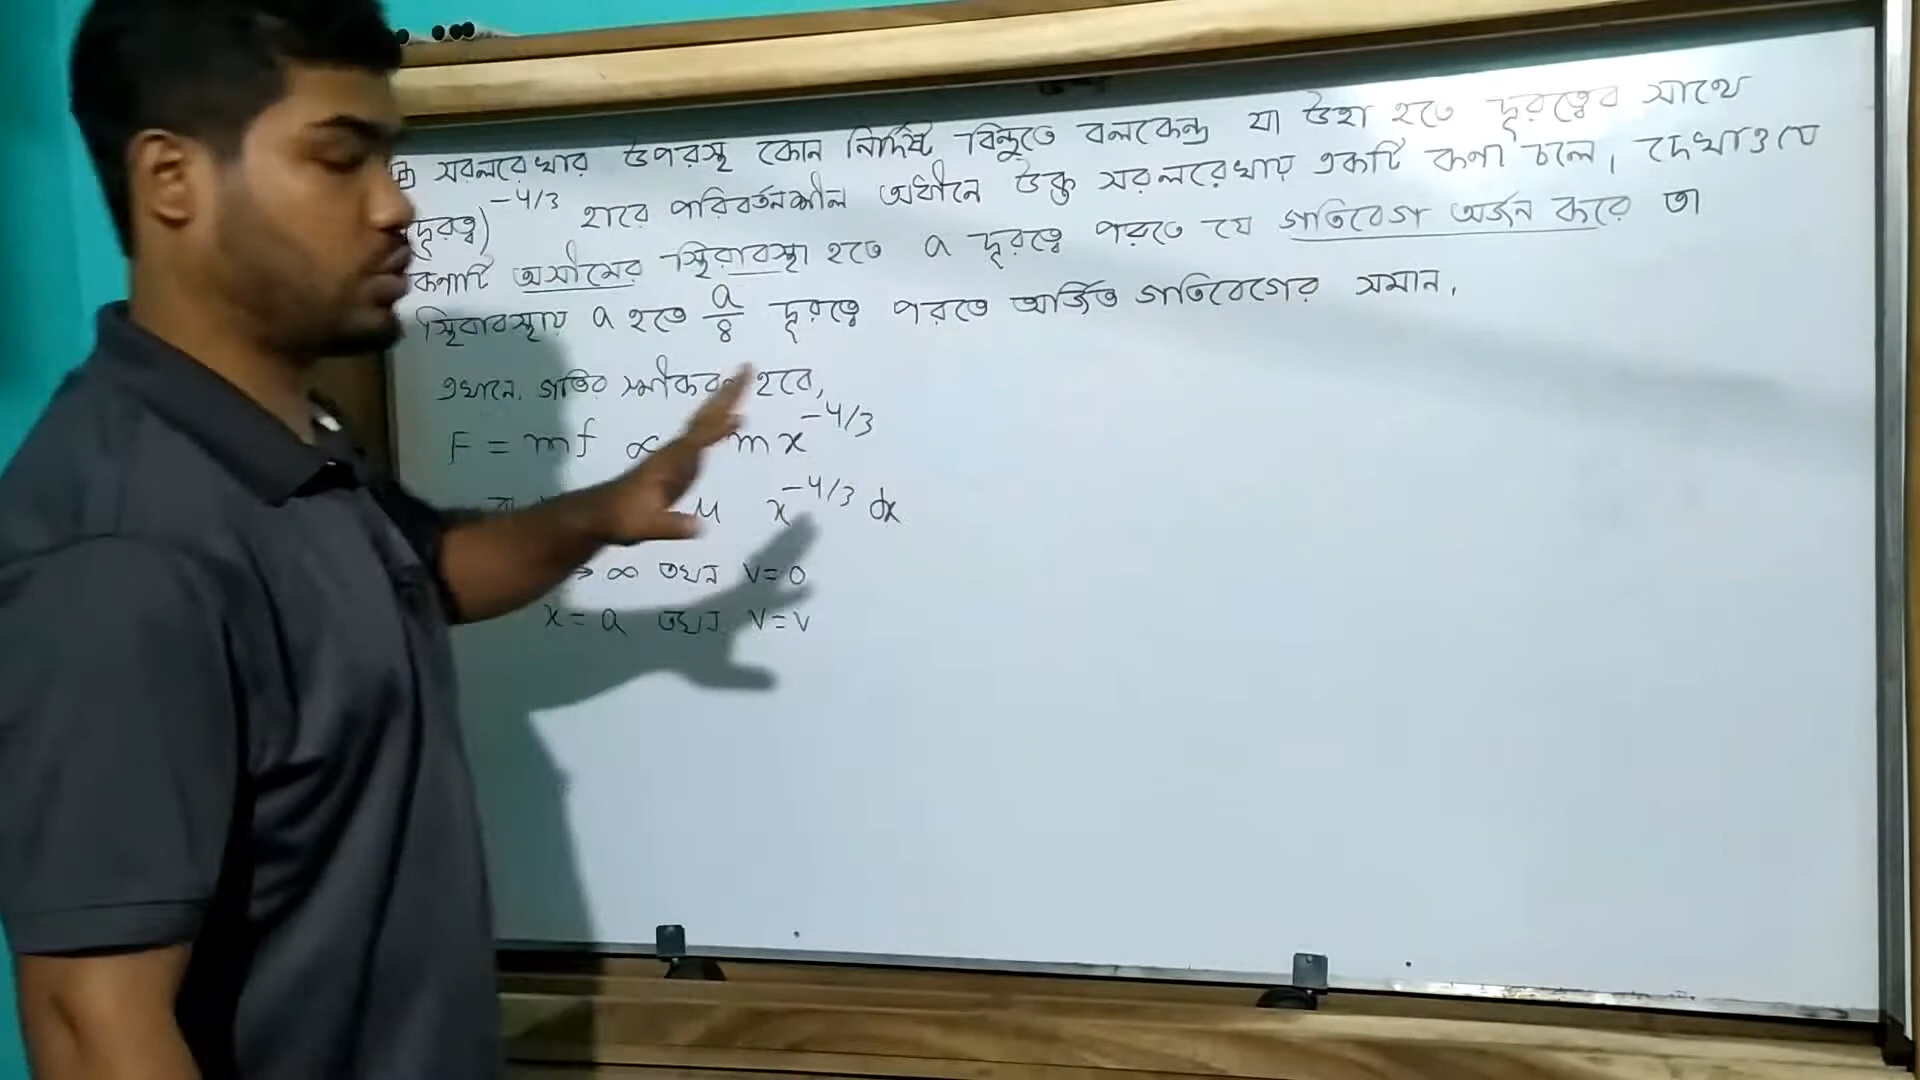 সরলরেখার উপরস্থ কোন নির্দিষ্ট বিন্দুতে বলকেন্দ্র যা উহা হতে দূরত্বের সাথে
(দূরত্ব)^{-4/3} হারে পরিবর্তনশীল অধীনে উক্ত সরলরেখায় একটি কণা চলে। দেখাও যে
কণাটি অসীমের স্থিরাবস্থা হতে a দূরত্বে পরতে যে গতিবেগ অর্জন করে তা
স্থিরাবস্থায় a হতে a/8 দূরত্বে পরতে অর্জিত গতিবেগের সমান.
এখানে, গতির সমীকরণ হবে,
F = mf ∝ m x^{-4/3}
μ x^{-4/3} dx
→ ∞ তখন v=0
x = a তখন v=v